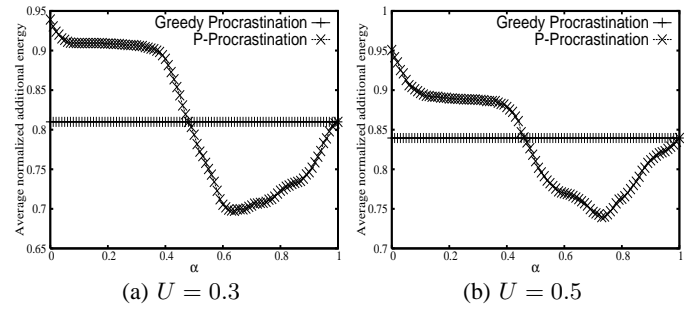 Average normalized additional energy
0.95
0.9
0.85
0.8
0.75
0.7
0.65
0
0.2
0.4
0.6
0.8
1
α
Greedy Procrastination
P-Procrastination
(a) U = 0.3
Average normalized additional energy
1
0.95
0.9
0.85
0.8
0.75
0.7
0
0.2
0.4
0.6
0.8
1
α
Greedy Procrastination
P-Procrastination
(b) U = 0.5